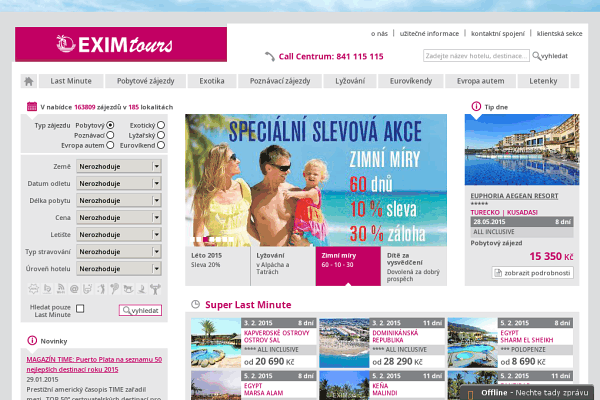 o nás | užitečné informace | kontaktní spojení | klientská sekce
EXIMtours
Call Centrum: 841 115 115
Zadejte název hotelu, destinace...
vyhledat
Last Minute
Pobytové zájezdy
Exotika
Poznávací zájezdy
Lyžování
Eurovíkendy
Evropa autem
Letenky
V nabídce 163809 zájezdů v 185 lokalitách
Typ zájezdu Pobytový Exotický
Poznávací Lyžařský
Evropa autem Eurovíkend
Země Nerozhoduje
Datum odletu Nerozhoduje
Délka pobytu Nerozhoduje
Cena Nerozhoduje
Letiště Nerozhoduje
Typ stravování Nerozhoduje
Úroveň hotelu Nerozhoduje
Hledat pouze
Last Minute
vyhledat
Novinky
MAGAZÍN TIME: Puerto Plata na seznamu 50
nejlepších destinací roku 2015
29.01.2015
Prestižní americký časopis TIME zařadil
SPECIÁLNÍ SLEVOVÁ AKCE
ZIMNÍ MÍRY
60 dnů
10 % sleva
30 % záloha
Léto 2015
Sleva 20%
Lyžování
v Alpách a
Tatrách
Zimní míry
60 - 10 - 30
Dítě za
vysvědčení
Dovolená za dobrý
prospěch
Tip dne
EUPHORIA AEGEAN RESORT
*****
TURECKO | KUSADASI
28.05.2015 8 dní
ALL INCLUSIVE
Pobytový zájezd
15 350 Kč
zobrazit podrobnosti
Super Last Minute
3. 2. 2015 8 dní
KAPVERDSKÉ OSTROVY
OSTROV SAL
**** ALL INCLUSIVE
od 20 690 Kč
3. 2. 2015 11 dní
DOMINIKÁNSKÁ
REPUBLIKA
**** ALL INCLUSIVE
od 28 290 Kč
5. 2. 2015 8 dní
EGYPT
SHARM EL SHEIKH
*** POLOPENZE
od 8 690 Kč
5. 2. 2015 8 dní
EGYPT
MARSA ALAM
5. 2. 2015 11 dní
KEŇA
MALINDI
Offline - Nechte tady zprávu